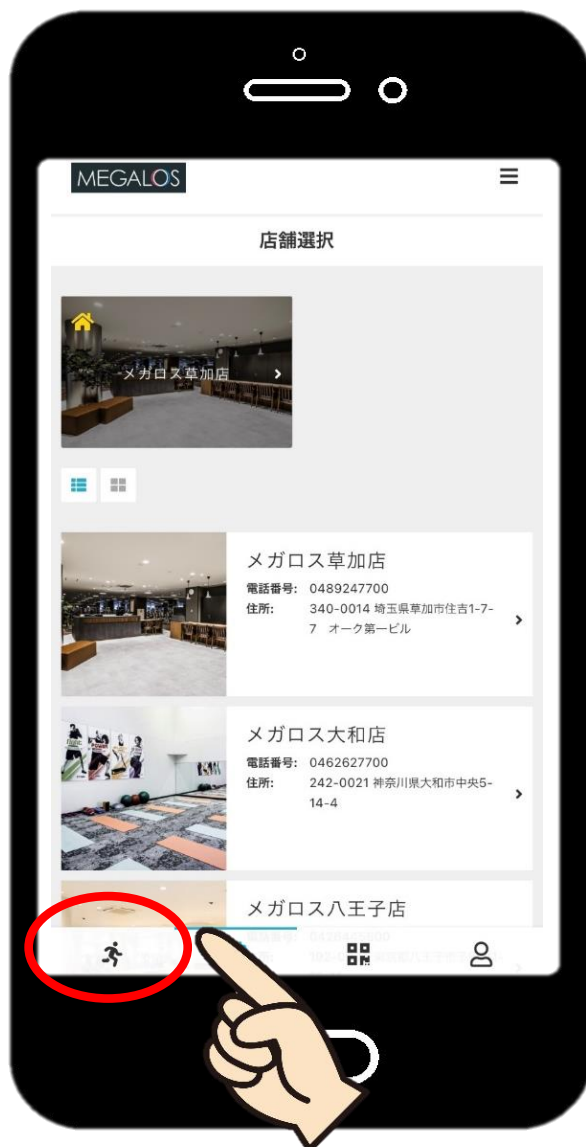 MEGALOS
店舗選択
メガロス草加店
メガロス草加店
電話番号: 0489247700
住所: 340-0014 埼玉県草加市住吉1-7-
7 オーク第一ビル
メガロス大和店
電話番号: 0462627700
住所: 242-0021 神奈川県大和市中央5-
14-4
メガロス八王子店